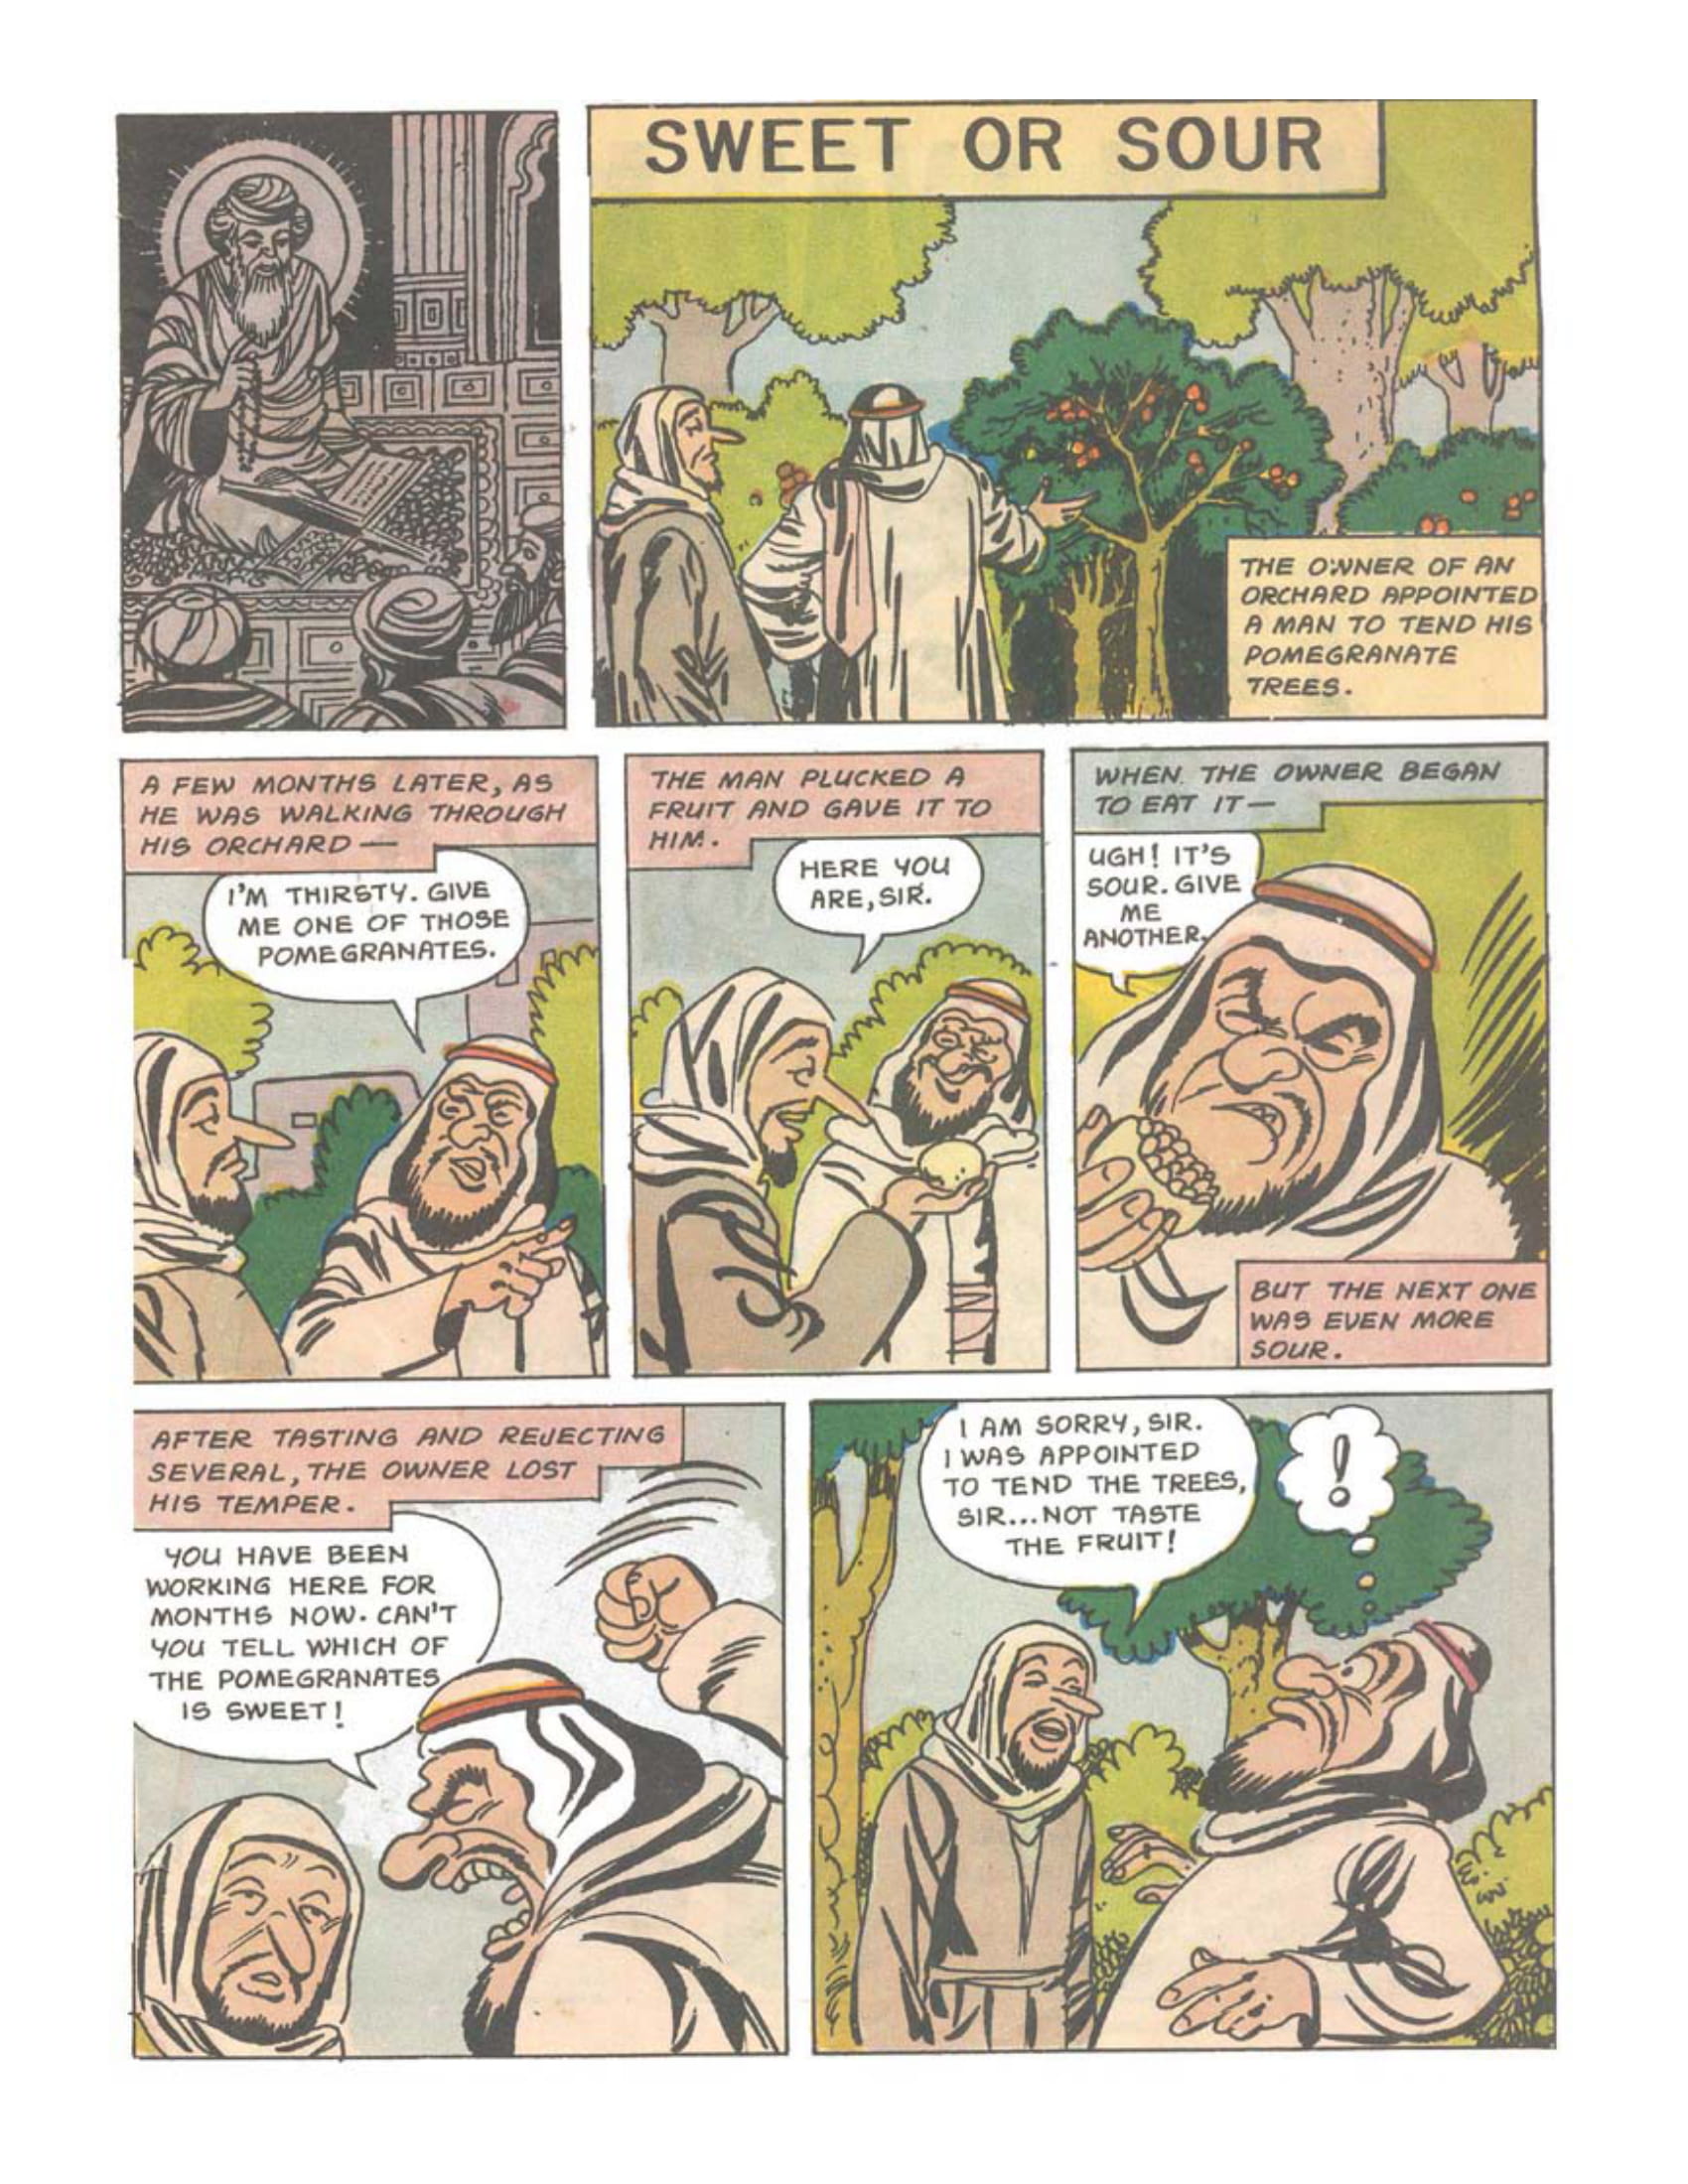 SWEET OR SOUR
THE OWNER OF AN
ORCHARD APPOINTED
A MAN TO TEND HIS
POMEGRANATE
TREES.
A FEW MONTHS LATER, AS
HE WAS WALKING THROUGH
HIS ORCHARD —
I'M THIRSTY. GIVE
ME ONE OF THOSE
POMEGRANATES.
THE MAN PLUCKED A
FRUIT AND GAVE IT TO
HIM.
HERE YOU
ARE, SIR.
WHEN THE OWNER BEGAN
TO EAT IT —
UGH! IT'S
SOUR. GIVE
ME
ANOTHER.
BUT THE NEXT ONE
WAS EVEN MORE
SOUR.
AFTER TASTING AND REJECTING
SEVERAL, THE OWNER LOST
HIS TEMPER.
YOU HAVE BEEN
WORKING HERE FOR
MONTHS NOW. CAN'T
YOU TELL WHICH OF
THE POMEGRANATES
IS SWEET!
I AM SORRY, SIR.
I WAS APPOINTED
TO TEND THE TREES,
SIR...NOT TASTE
THE FRUIT!
!